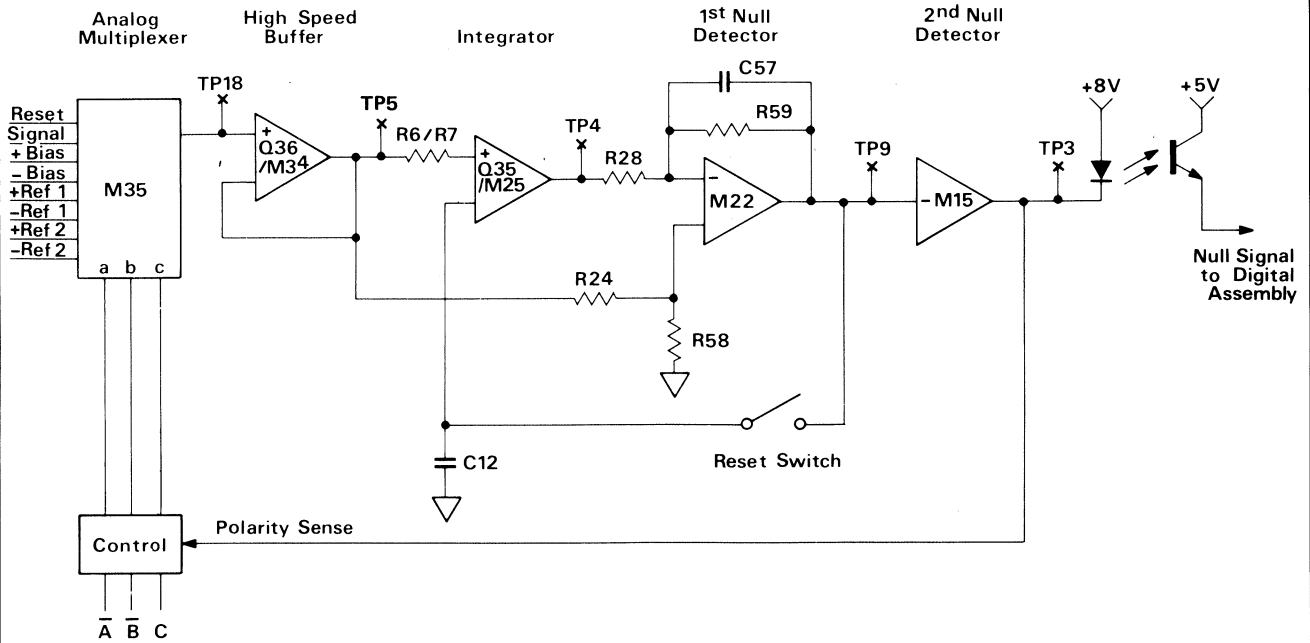 Analog
Multiplexer
High Speed
Buffer
Integrator
1st Null
Detector
2nd Null
Detector
C57
TP18
TP5
R59
+8V
+5V
Reset
Signal
+ Bias
- Bias
+Ref 1
-Ref 1
+Ref 2
-Ref 2
M35
a b c
+
Q36
/M34
R6/R7
+
Q35
/M25
TP4
R28
-
M22
TP9
- M15
TP3
Null Signal
to Digital
Assembly
R24
R58
C12
Reset Switch
Polarity Sense
Control
A̅ B̅ C